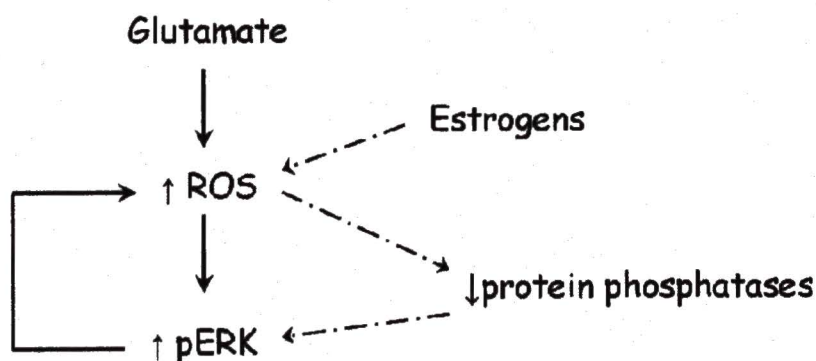 Glutamate
Estrogens
↑ ROS
↓protein phosphatases
↑ pERK